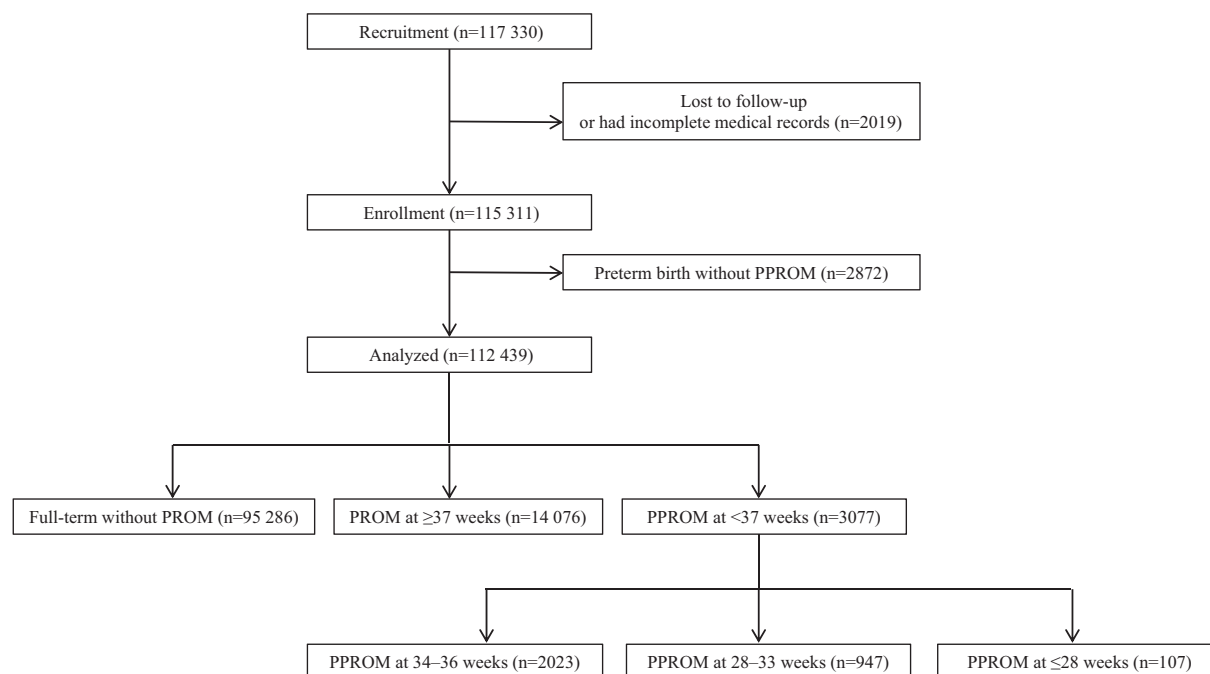 Recruitment (n=117 330)
Lost to follow-up
or had incomplete medical records (n=2019)
Enrollment (n=115 311)
Preterm birth without PPROM (n=2872)
Analyzed (n=112 439)
Full-term without PROM (n=95 286)
PROM at ≥37 weeks (n=14 076)
PPROM at <37 weeks (n=3077)
PPROM at 34–36 weeks (n=2023)
PPROM at 28–33 weeks (n=947)
PPROM at ≤28 weeks (n=107)